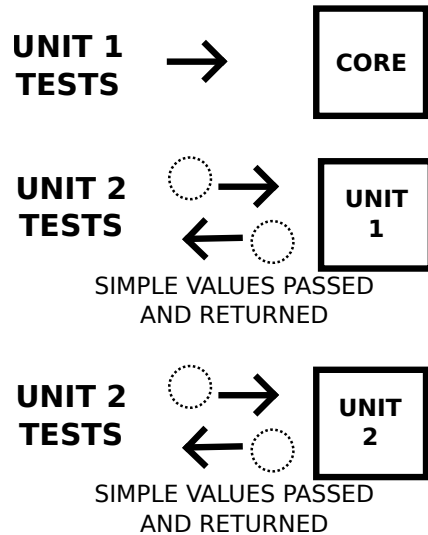 UNIT 1
TESTS
CORE
UNIT 2
TESTS
UNIT
1
SIMPLE VALUES PASSED
AND RETURNED
UNIT 2
TESTS
UNIT
2
SIMPLE VALUES PASSED
AND RETURNED